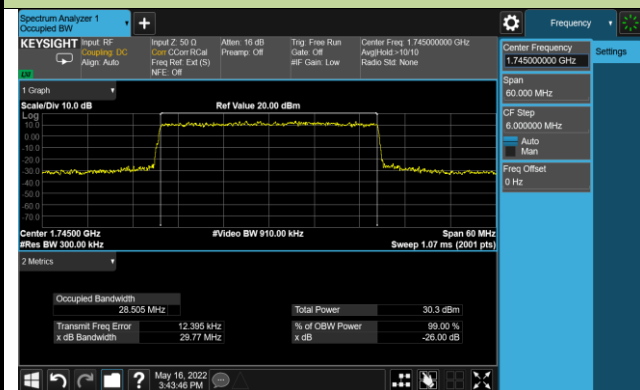 Spectrum Analyzer 1
Occupied BW
+
Frequency
KEYSIGHT
Input: RF
Coupling: DC
Align: Auto
Input Z: 50 Ω
Corr CCorr RCal
Freq Ref: Ext (S)
NFE: Off
Atten: 16 dB
Preamp: Off
Trig: Free Run
Gate: Off
#IF Gain: Low
Center Freq: 1.745000000 GHz
Avg|Hold:>10/10
Radio Std: None
Center Frequency
1.745000000 GHz
Settings
Span
60.000 MHz
CF Step
6.000000 MHz
Auto
Man
Freq Offset
0 Hz
1 Graph
Scale/Div 10.0 dB
Ref Value 20.00 dBm
Log
10.0
0.00
-10.0
-20.0
-30.0
-40.0
-50.0
-60.0
-70.0
Center 1.74500 GHz
#Video BW 910.00 kHz
Span 60 MHz
#Res BW 300.00 kHz
Sweep 1.07 ms (2001 pts)
2 Metrics
Occupied Bandwidth
28.505 MHz
Total Power
30.3 dBm
Transmit Freq Error
12.395 kHz
% of OBW Power
99.00 %
x dB Bandwidth
29.77 MHz
x dB
-26.00 dB
?
May 16, 2022
3:43:46 PM